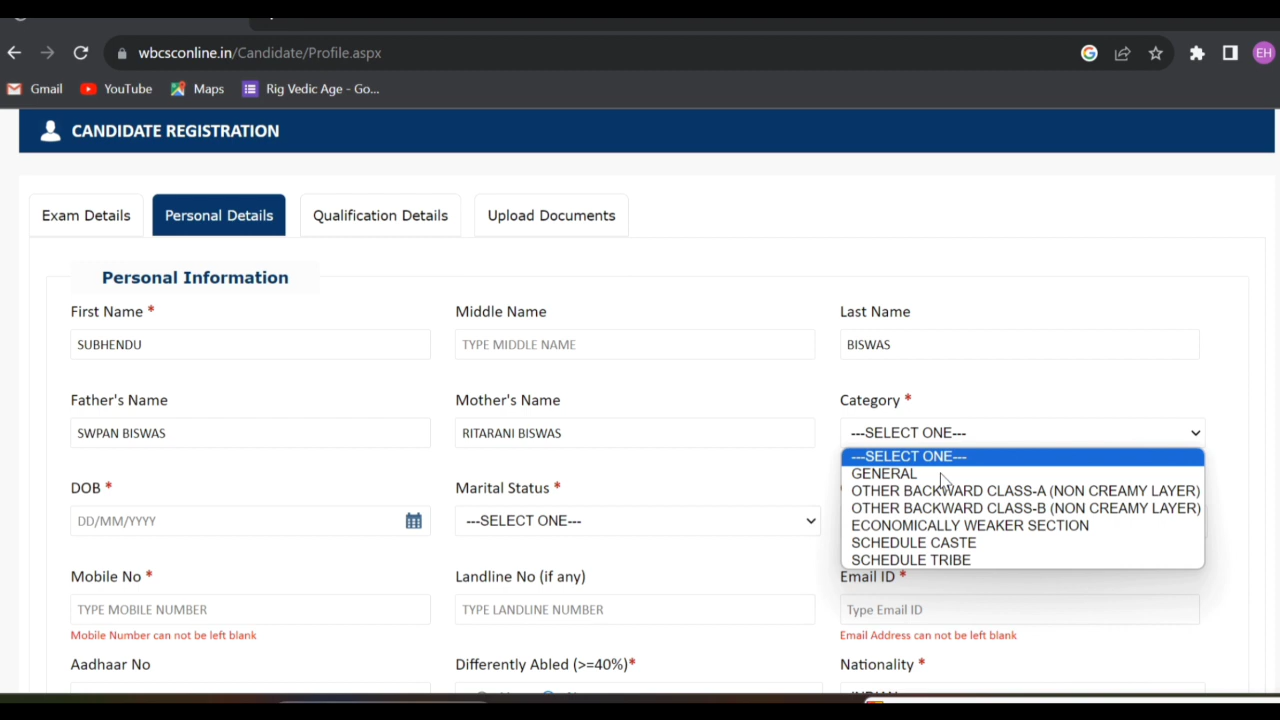 wbcsconline.in/Candidate/Profile.aspx
EH
Gmail YouTube Maps Rig Vedic Age - Go...
CANDIDATE REGISTRATION
Exam Details Personal Details Qualification Details Upload Documents
Personal Information
First Name * Middle Name Last Name
SUBHENDU TYPE MIDDLE NAME BISWAS
Father's Name Mother's Name Category *
SWPAN BISWAS RITARANI BISWAS ---SELECT ONE---
---SELECT ONE---
GENERAL
OTHER BACKWARD CLASS-A (NON CREAMY LAYER)
OTHER BACKWARD CLASS-B (NON CREAMY LAYER)
ECONOMICALLY WEAKER SECTION
SCHEDULE CASTE
SCHEDULE TRIBE
DOB * Marital Status *
DD/MM/YYYY ---SELECT ONE---
Mobile No * Landline No (if any) Email ID *
TYPE MOBILE NUMBER TYPE LANDLINE NUMBER Type Email ID
Mobile Number can not be left blank Email Address can not be left blank
Aadhaar No Differently Abled (>=40%)* Nationality *